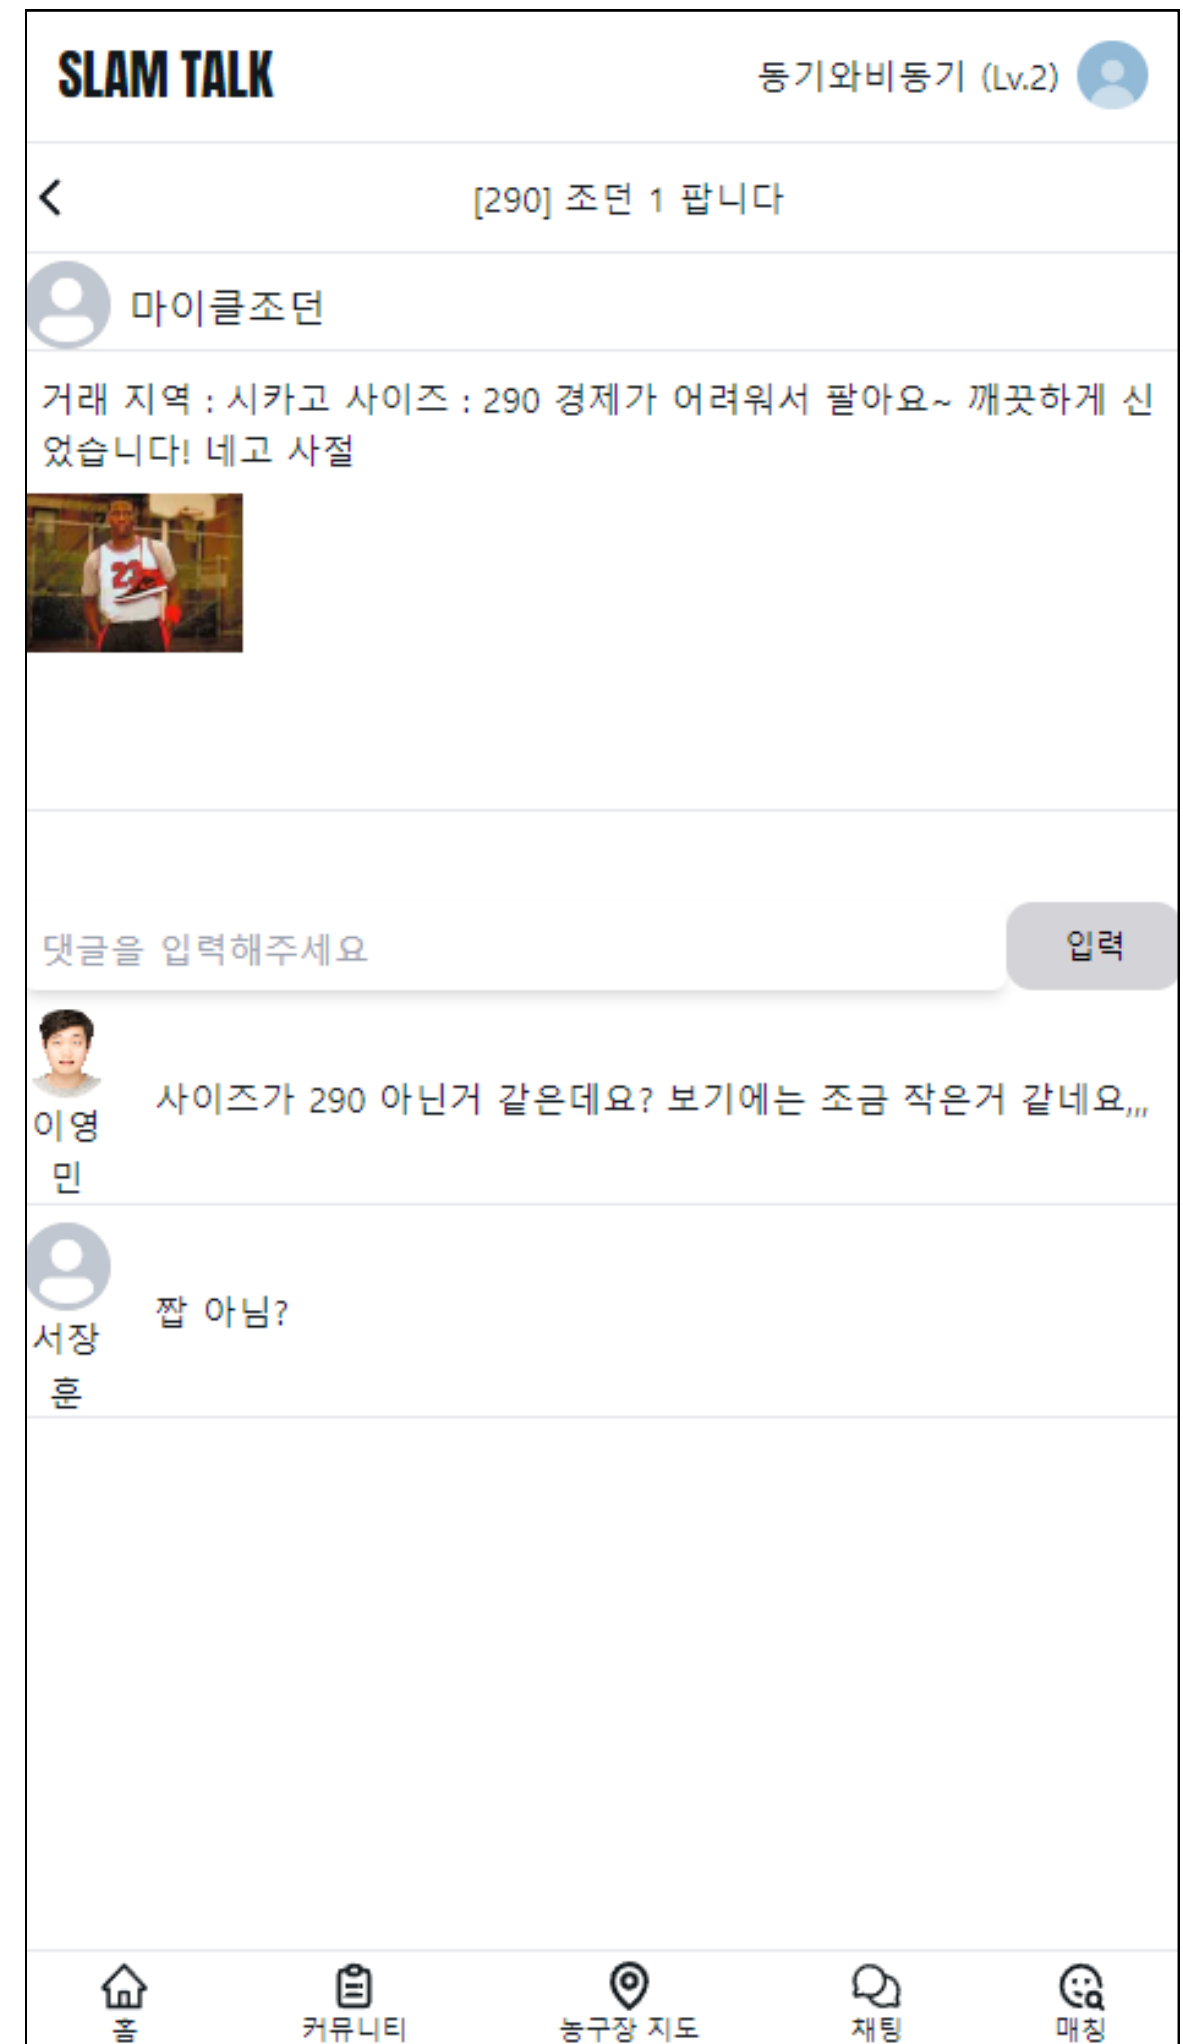 SLAM TALK
동기와비동기 (Lv.2)
[290] 조던 1 팝니다
마이클조던
거래 지역 : 시카고 사이즈 : 290 경제가 어려워서 팔아요~ 깨끗하게 신
었습니다! 네고 사절
23
댓글을 입력해주세요
입력
이영
민
사이즈가 290 아닌거 같은데요? 보기에는 조금 작은거 같네요,,,
서장
훈
짭 아님?
홈
커뮤니티
농구장 지도
채팅
매칭